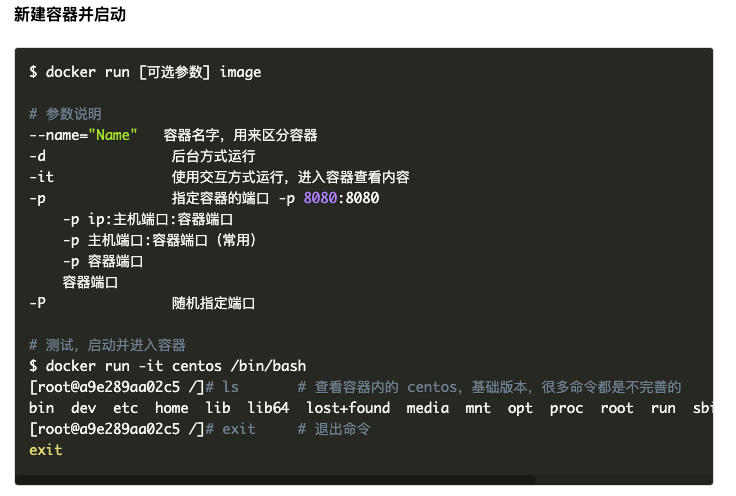 新建容器并启动
$ docker run [可选参数] image
# 参数说明
--name="Name"   容器名字，用来区分容器
-d               后台方式运行
-it              使用交互方式运行，进入容器查看内容
-p               指定容器的端口 -p 8080:8080
    -p ip:主机端口:容器端口
    -p 主机端口:容器端口（常用）
    -p 容器端口
    容器端口
-P               随机指定端口
# 测试，启动并进入容器
$ docker run -it centos /bin/bash
[root@a9e289aa02c5 /]# ls       # 查看容器内的 centos，基础版本，很多命令都是不完善的
bin  dev  etc  home  lib  lib64  lost+found  media  mnt  opt  proc  root  run
[root@a9e289aa02c5 /]# exit     # 退出命令
exit